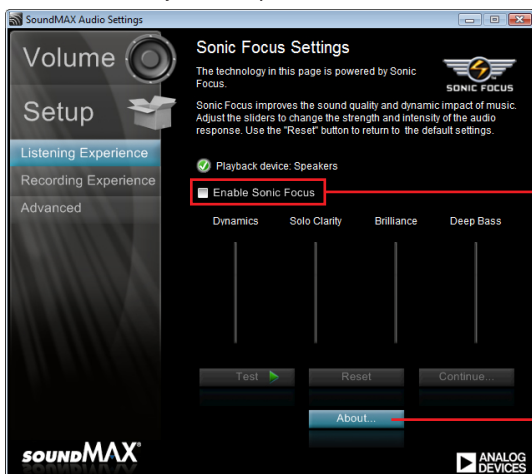 SoundMAX Audio Settings
Volume
Setup
Listening Experience
Recording Experience
Advanced
Sonic Focus Settings
The technology in this page is powered by Sonic
Focus.
SONIC FOCUS
Sonic Focus improves the sound quality and dynamic impact of music.
Adjust the sliders to change the strength and intensity of the audio
response. Use the "Reset" button to return to the default settings.
Playback device: Speakers
Enable Sonic Focus
Dynamics Solo Clarity Brilliance Deep Bass
Test Reset Continue...
About...
SOUNDMAX®
ANALOG
DEVICES